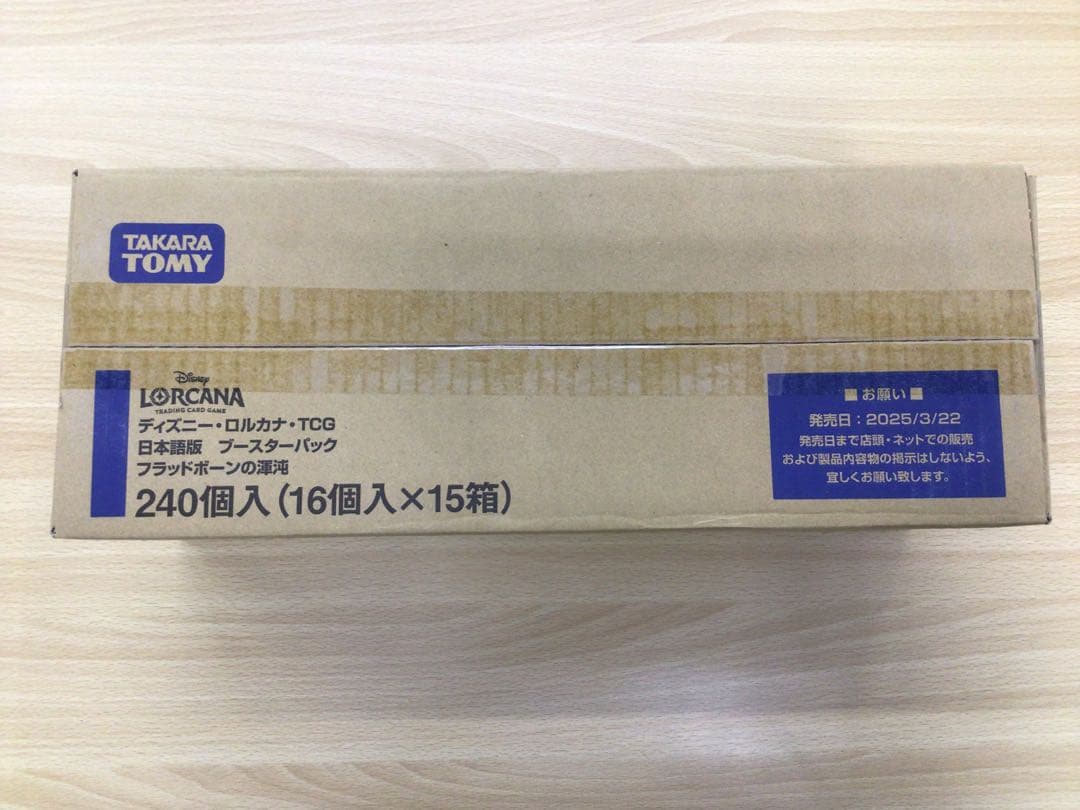 TAKARA
TOMY
Disney
LORCANA
TRADING CARD GAME
ディズニー・ロルカナ・TCG
日本語版 ブースターパック
フラッドボーンの渾沌
240個入(16個入×15箱)
■お願い■
発売日:2025/3/22
発売日まで店頭・ネットでの販売
および製品内容物の掲示はしないよう、
宜しくお願い致します。